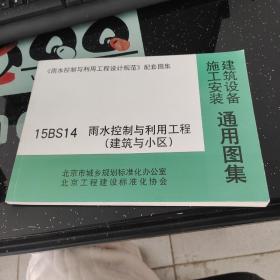 《雨水控制与利用工程设计规范》配套图集
15BS14 雨水控制与利用工程
(建筑与小区)
北京市城乡规划标准化办公室
北京工程建设标准化协会
建筑设备
施工安装
通用图集